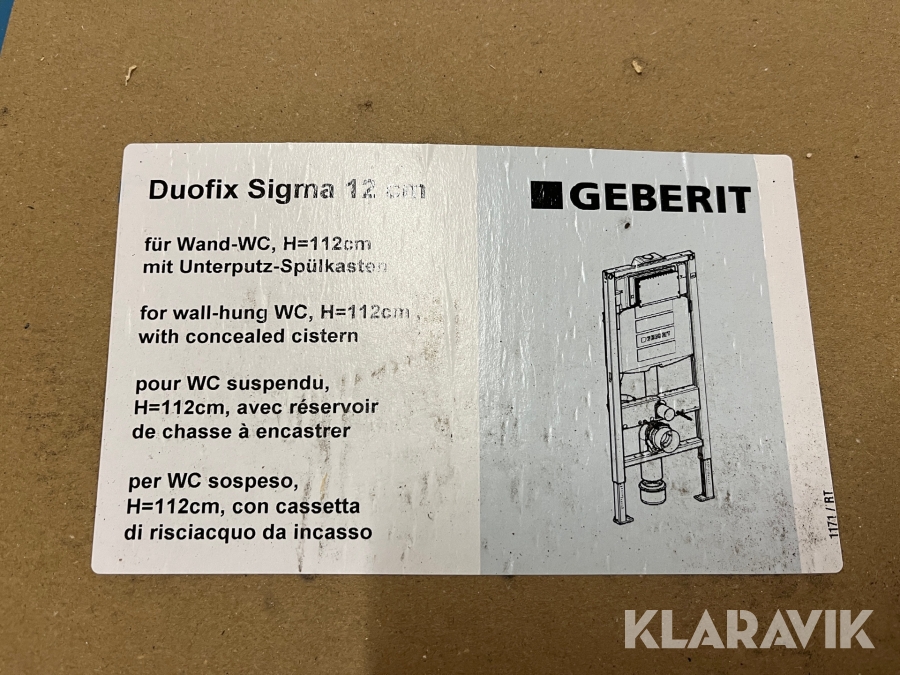 Duofix Sigma 12 cm
GEBERIT
für Wand-WC, H=112cm
mit Unterputz-Spülkasten
for wall-hung WC, H=112cm,
with concealed cistern
pour WC suspendu,
H=112cm, avec réservoir
de chasse à encastrer
per WC sospeso,
H=112cm, con cassetta
di risciacquo da incasso
GEBERIT
1171 / RT
KLARAVIK